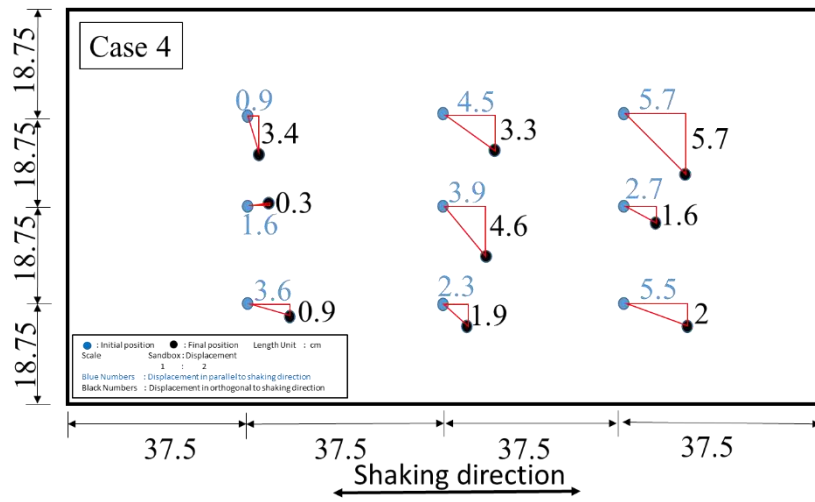 Case 4
0.9
4.5
5.7
3.4
3.3
5.7
0.3
1.6
3.9
4.6
2.7
1.6
3.6
0.9
2.3
1.9
5.5
2
18.75
18.75
18.75
18.75
: Initial position : Final position Length Unit : cm
Scale Sandbox : Displacement
1 : 2
Blue Numbers : Displacement in parallel to shaking direction
Black Numbers : Displacement in orthogonal to shaking direction
37.5 37.5 37.5 37.5
Shaking direction